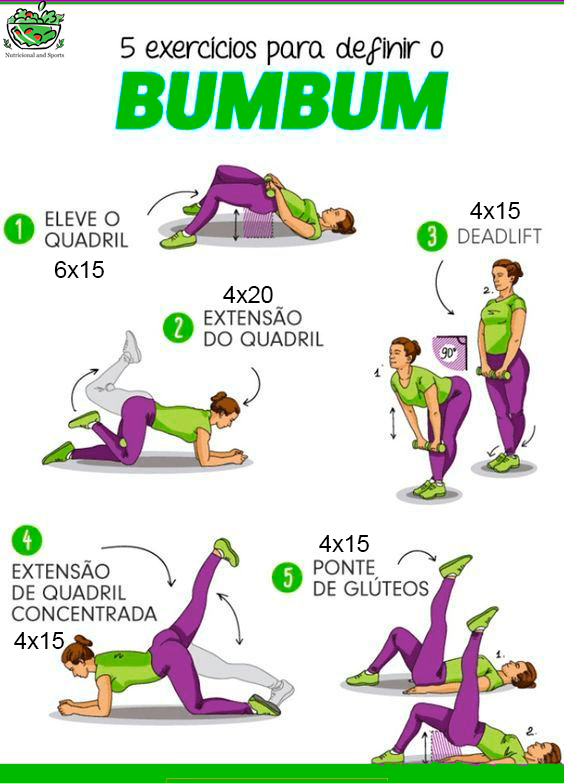 Nutricional and Sports
5 exercícios para definir o
BUMBUM
1 ELEVE O
QUADRIL
6x15
4x20
2 EXTENSÃO
DO QUADRIL
4x15
3 DEADLIFT
2.
90°
1.
4
EXTENSÃO
DE QUADRIL
CONCENTRADA
4x15
4x15
5 PONTE
DE GLÚTEOS
1.
2.